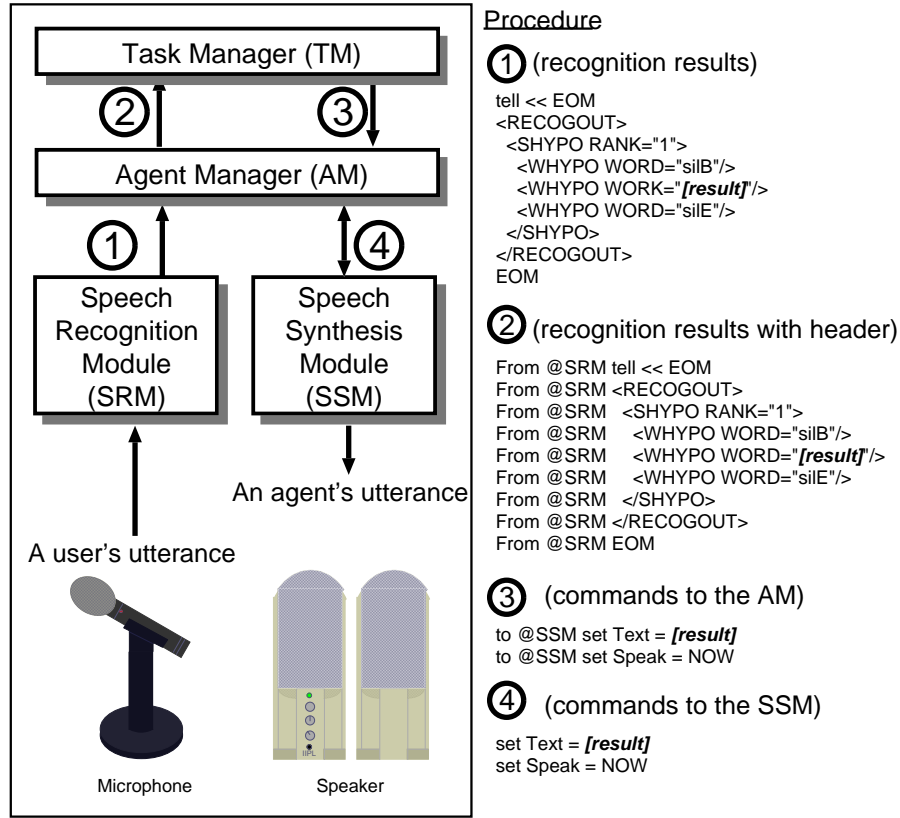 Task Manager (TM)
2
3
Agent Manager (AM)
1
4
Speech
Recognition
Module
(SRM)
Speech
Synthesis
Module
(SSM)
An agent's utterance
A user's utterance
IIPL
Microphone
Speaker
Procedure
1 (recognition results)
tell << EOM
<RECOGOUT>
<SHYPO RANK="1">
<WHYPO WORD="silB"/>
<WHYPO WORK="[result]"/>
<WHYPO WORD="silE"/>
</SHYPO>
</RECOGOUT>
EOM
2 (recognition results with header)
From @SRM tell << EOM
From @SRM <RECOGOUT>
From @SRM <SHYPO RANK="1">
From @SRM <WHYPO WORD="silB"/>
From @SRM <WHYPO WORD="[result]"/>
From @SRM <WHYPO WORD="silE"/>
From @SRM </SHYPO>
From @SRM </RECOGOUT>
From @SRM EOM
3 (commands to the AM)
to @SSM set Text = [result]
to @SSM set Speak = NOW
4 (commands to the SSM)
set Text = [result]
set Speak = NOW